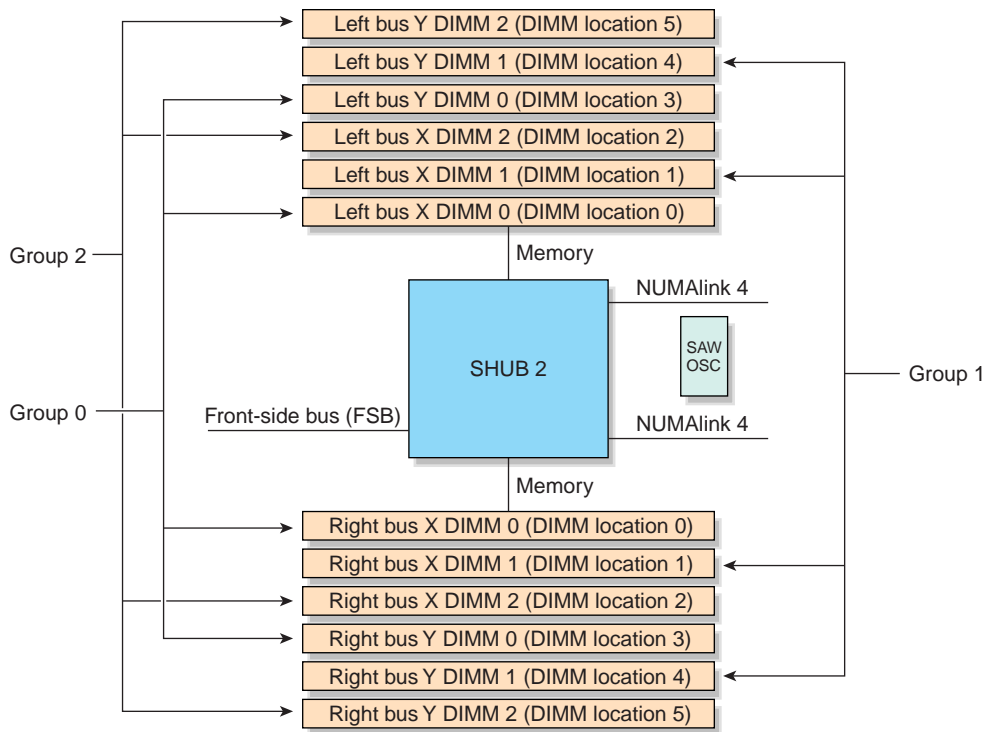 Left bus Y DIMM 2 (DIMM location 5)
Left bus Y DIMM 1 (DIMM location 4)
Left bus Y DIMM 0 (DIMM location 3)
Left bus X DIMM 2 (DIMM location 2)
Left bus X DIMM 1 (DIMM location 1)
Left bus X DIMM 0 (DIMM location 0)
Group 2
Memory
NUMAlink 4
SAW
OSC
SHUB 2
Group 1
Group 0
Front-side bus (FSB)
NUMAlink 4
Memory
Right bus X DIMM 0 (DIMM location 0)
Right bus X DIMM 1 (DIMM location 1)
Right bus X DIMM 2 (DIMM location 2)
Right bus Y DIMM 0 (DIMM location 3)
Right bus Y DIMM 1 (DIMM location 4)
Right bus Y DIMM 2 (DIMM location 5)